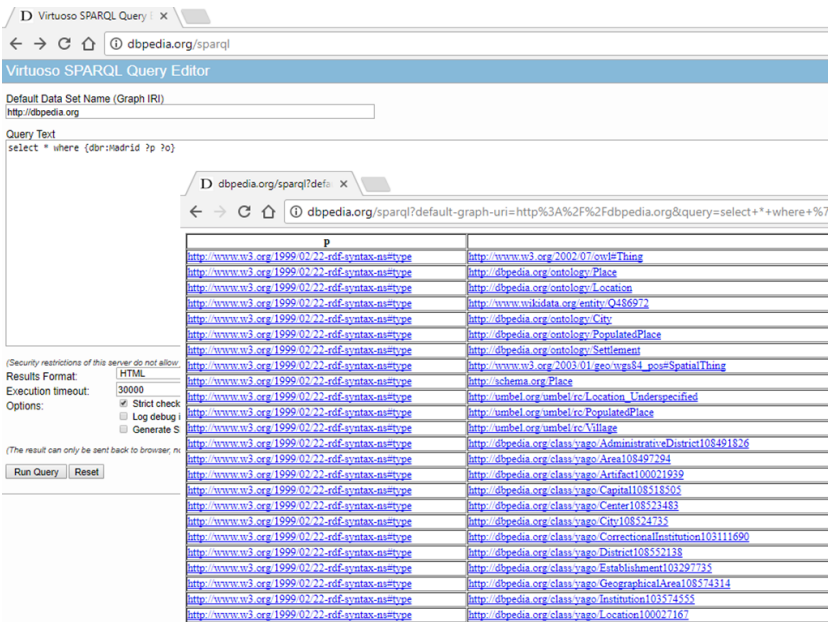 D Virtuoso SPARQL Query
dbpedia.org/sparql
Virtuoso SPARQL Query Editor
Default Data Set Name (Graph IRI)
http://dbpedia.org
Query Text
select * where {dbr:Madrid ?p ?o}
(Security restrictions of this server do not allow
Results Format: HTML
Execution timeout: 30000
Options: Strict check
Log debug i
Generate S
(The result can only be sent back to browser, n
Run Query Reset
D dbpedia.org/sparql?defa
dbpedia.org/sparql?default-graph-uri=http%3A%2F%2Fdbpedia.org&query=select+*+where+%7
p
http://www.w3.org/1999/02/22-rdf-syntax-ns#type http://www.w3.org/2002/07/owl#Thing
http://www.w3.org/1999/02/22-rdf-syntax-ns#type http://dbpedia.org/ontology/Place
http://www.w3.org/1999/02/22-rdf-syntax-ns#type http://dbpedia.org/ontology/Location
http://www.w3.org/1999/02/22-rdf-syntax-ns#type http://www.wikidata.org/entity/Q486972
http://www.w3.org/1999/02/22-rdf-syntax-ns#type http://dbpedia.org/ontology/City
http://www.w3.org/1999/02/22-rdf-syntax-ns#type http://dbpedia.org/ontology/PopulatedPlace
http://www.w3.org/1999/02/22-rdf-syntax-ns#type http://dbpedia.org/ontology/Settlement
http://www.w3.org/1999/02/22-rdf-syntax-ns#type http://www.w3.org/2003/01/geo/wgs84_pos#SpatialThing
http://www.w3.org/1999/02/22-rdf-syntax-ns#type http://schema.org/Place
http://www.w3.org/1999/02/22-rdf-syntax-ns#type http://umbel.org/umbel/rc/Location_Underspecified
http://www.w3.org/1999/02/22-rdf-syntax-ns#type http://umbel.org/umbel/rc/PopulatedPlace
http://www.w3.org/1999/02/22-rdf-syntax-ns#type http://umbel.org/umbel/rc/Village
http://www.w3.org/1999/02/22-rdf-syntax-ns#type http://dbpedia.org/class/yago/AdministrativeDistrict108491826
http://www.w3.org/1999/02/22-rdf-syntax-ns#type http://dbpedia.org/class/yago/Area108497294
http://www.w3.org/1999/02/22-rdf-syntax-ns#type http://dbpedia.org/class/yago/Artifact100021939
http://www.w3.org/1999/02/22-rdf-syntax-ns#type http://dbpedia.org/class/yago/Capital108518505
http://www.w3.org/1999/02/22-rdf-syntax-ns#type http://dbpedia.org/class/yago/Center108523483
http://www.w3.org/1999/02/22-rdf-syntax-ns#type http://dbpedia.org/class/yago/City108524735
http://www.w3.org/1999/02/22-rdf-syntax-ns#type http://dbpedia.org/class/yago/CorrectionalInstitution103111690
http://www.w3.org/1999/02/22-rdf-syntax-ns#type http://dbpedia.org/class/yago/District108552138
http://www.w3.org/1999/02/22-rdf-syntax-ns#type http://dbpedia.org/class/yago/Establishment103297735
http://www.w3.org/1999/02/22-rdf-syntax-ns#type http://dbpedia.org/class/yago/GeographicalArea108574314
http://www.w3.org/1999/02/22-rdf-syntax-ns#type http://dbpedia.org/class/yago/Institution103574555
http://www.w3.org/1999/02/22-rdf-syntax-ns#type http://dbpedia.org/class/yago/Location100027167